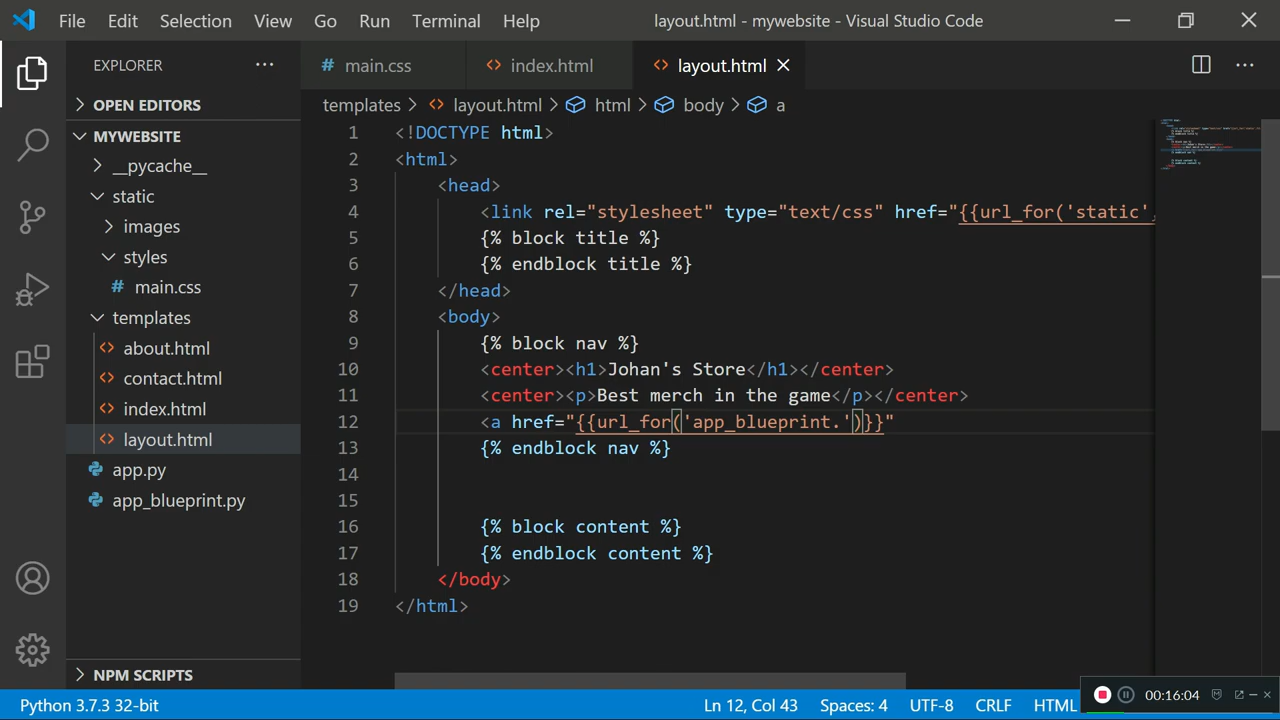 File Edit Selection View Go Run Terminal Help layout.html - mywebsite - Visual Studio Code
EXPLORER
OPEN EDITORS
MYWEBSITE
__pycache__
static
images
styles
# main.css
templates
<> about.html
<> contact.html
<> index.html
<> layout.html
app.py
app_blueprint.py
NPM SCRIPTS
# main.css <> index.html <> layout.html
templates > <> layout.html > html > body > a
1 <!DOCTYPE html>
2 <html>
3 <head>
4 <link rel="stylesheet" type="text/css" href="{{url_for('static',
5 {% block title %}
6 {% endblock title %}
7 </head>
8 <body>
9 {% block nav %}
10 <center><h1>Johan's Store</h1></center>
11 <center><p>Best merch in the game</p></center>
12 <a href="{{url_for('app_blueprint.')}}"
13 {% endblock nav %}
14
15
16 {% block content %}
17 {% endblock content %}
18 </body>
19 </html>
Python 3.7.3 32-bit Ln 12, Col 43 Spaces: 4 UTF-8 CRLF HTML
00:16:04